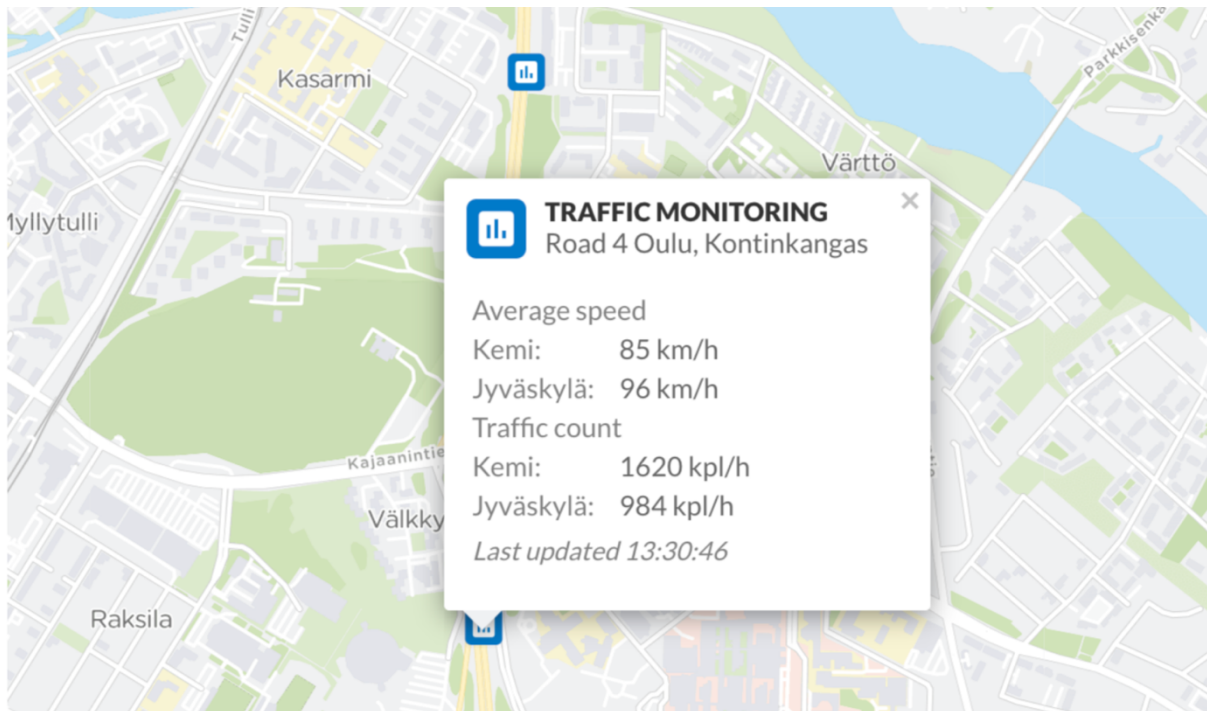 Tulli
Kasarmi
Parkkisenka
Värttö
Myllytulli
TRAFFIC MONITORING
Road 4 Oulu, Kontinkangas
Average speed
Kemi: 85 km/h
Jyväskylä: 96 km/h
Traffic count
Kemi: 1620 kpl/h
Jyväskylä: 984 kpl/h
Last updated 13:30:46
Kajaanintie
Välkky
Raksila